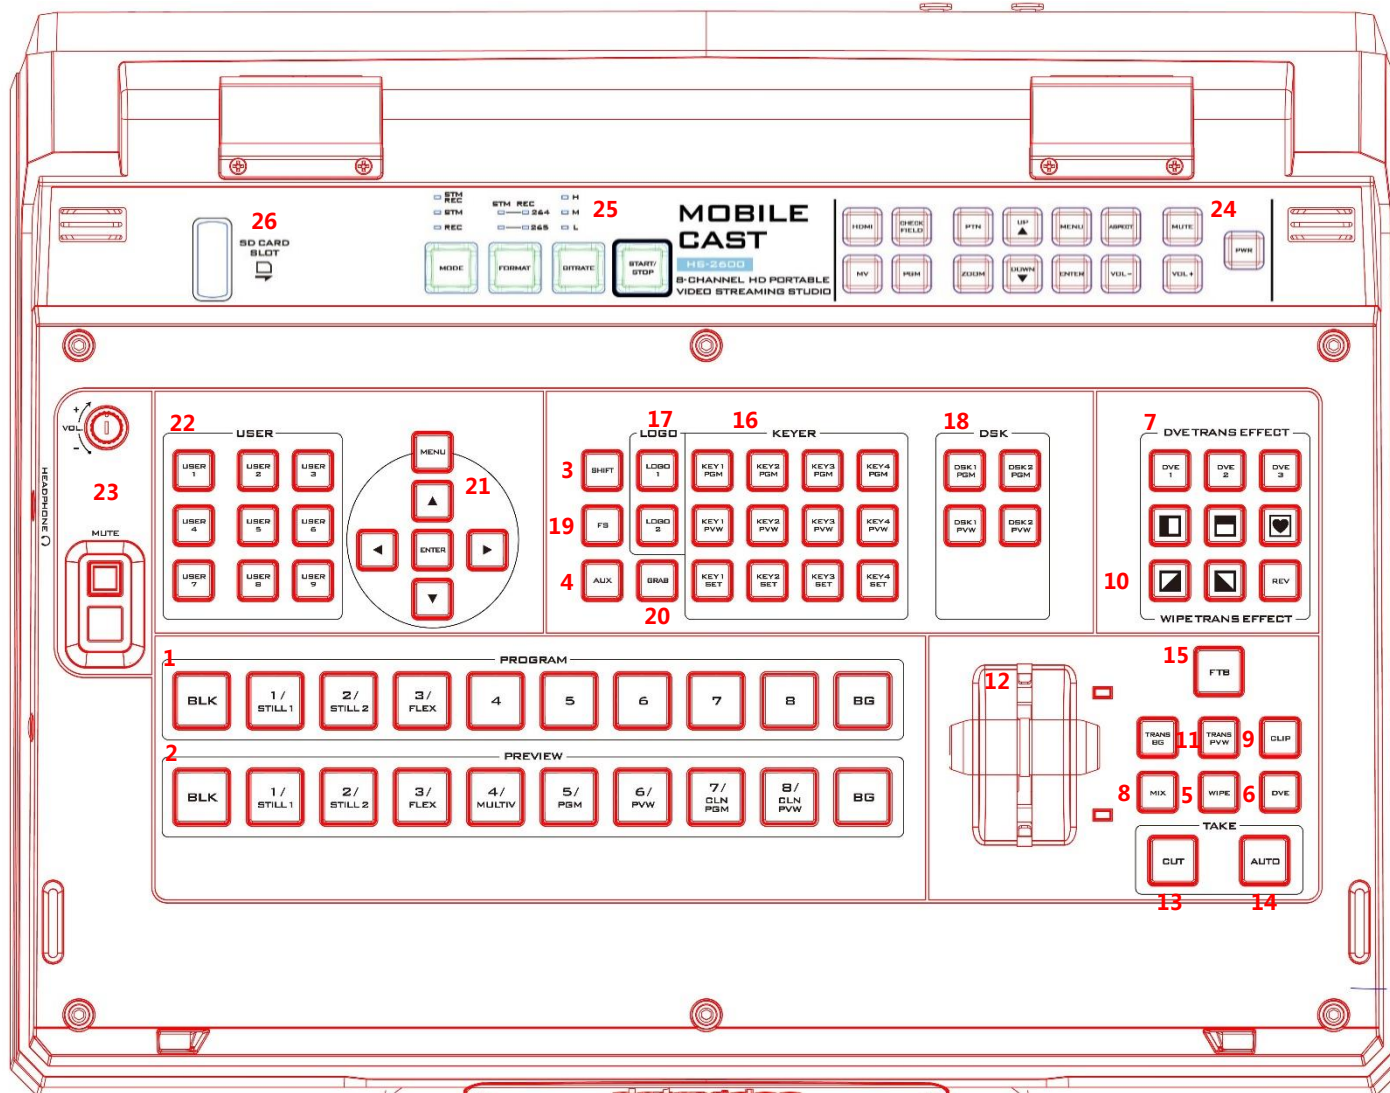 26
SD CARD
SLOT
STM
REC
STM
REC
STM REC
264
265
H
M
L
25
MODE
FORMAT
BITRATE
START/
STOP
MOBILE
CAST
HS-2600
8-CHANNEL HD PORTABLE
VIDEO STREAMING STUDIO
24
HDMI
CHECK
FIELD
PTN
UP
MENU
ASPECT
MUTE
PWR
MV
PGM
ZOOM
DOWN
ENTER
VOL-
VOL+
+
VOL
-
HEADPHONE
23
MUTE
22
USER
USER
1
USER
2
USER
3
USER
4
USER
5
USER
6
USER
7
USER
8
USER
9
MENU
21
ENTER
17
16
LOGO
KEYER
3
SHIFT
LOGO
1
KEY1
PGM
KEY2
PGM
KEY3
PGM
KEY4
PGM
19
FS
LOGO
2
KEY1
PVW
KEY2
PVW
KEY3
PVW
KEY4
PVW
4
AUX
GRAB
KEY1
SET
KEY2
SET
KEY3
SET
KEY4
SET
20
18
DSK
DSK1
PGM
DSK2
PGM
DSK1
PVW
DSK2
PVW
7
DVE TRANS EFFECT
DVE
1
DVE
2
DVE
3
10
REV
WIPE TRANS EFFECT
1
PROGRAM
BLK
1/
STILL1
2/
STILL2
3/
FLEX
4
5
6
7
8
BG
2
PREVIEW
BLK
1/
STILL1
2/
STILL2
3/
FLEX
4/
MULTIV
5/
PGM
6/
PVW
7/
CLN
PGM
8/
CLN
PVW
BG
12
15
FTB
TRANS
BG
11
TRANS
PVW
9
CLIP
8
MIX
5
WIPE
6
DVE
TAKE
CUT
AUTO
13
14